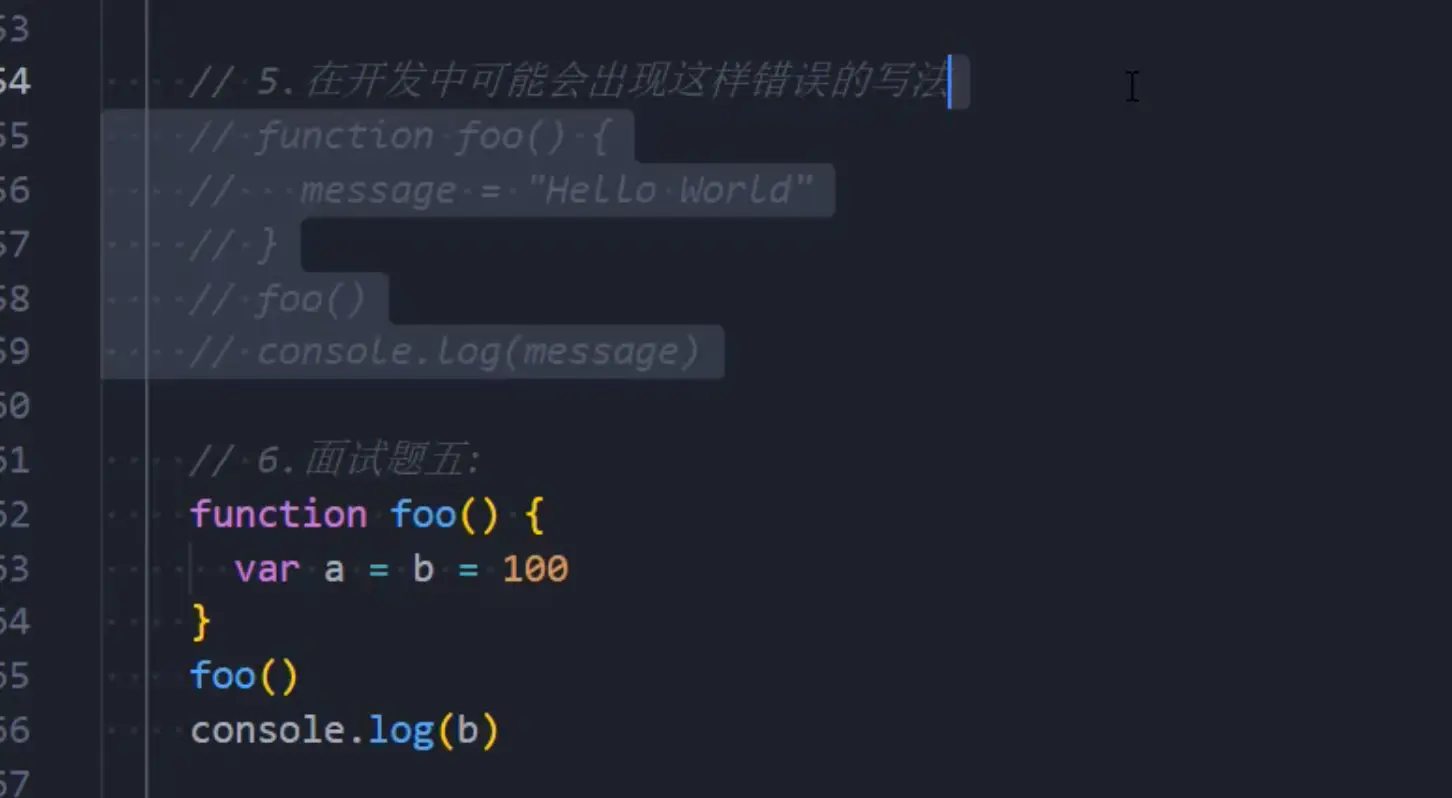 53
54 // 5.在开发中可能会出现这样错误的写法
55 // function foo() {
56 //   message = "Hello World"
57 // }
58 // foo()
59 // console.log(message)
60
61 // 6.面试题五:
62 function foo() {
63   var a = b = 100
64 }
65 foo()
66 console.log(b)
67